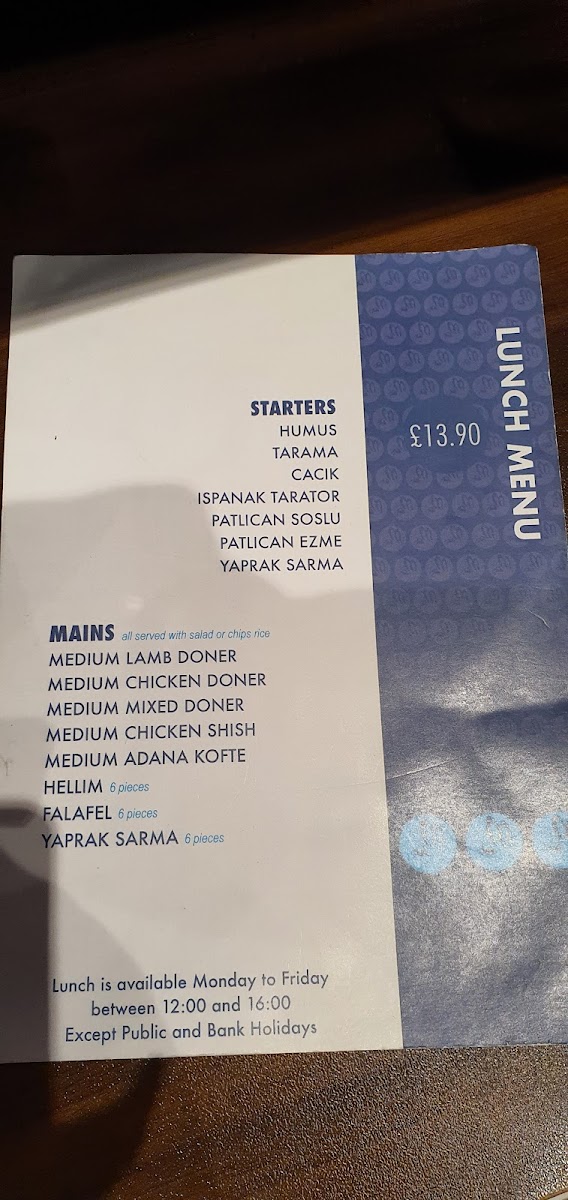 LUNCH MENU
£13.90
STARTERS
HUMUS
TARAMA
CACIK
ISPANAK TARATOR
PATLICAN SOSLU
PATLICAN EZME
YAPRAK SARMA
MAINS all served with salad or chips rice
MEDIUM LAMB DONER
MEDIUM CHICKEN DONER
MEDIUM MIXED DONER
MEDIUM CHICKEN SHISH
MEDIUM ADANA KOFTE
HELLIM 6 pieces
FALAFEL 6 pieces
YAPRAK SARMA 6 pieces
Lunch is available Monday to Friday
between 12:00 and 16:00
Except Public and Bank Holidays